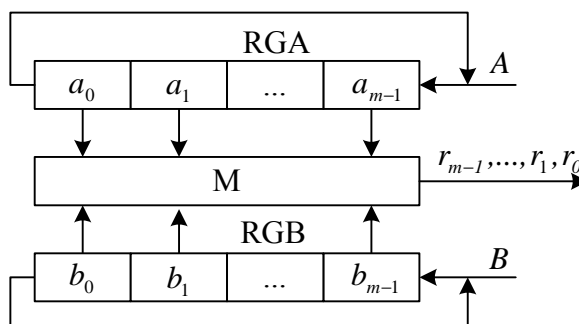 RGA
A
a₀ a₁ ... aₘ₋₁
rₘ₋₁,...,r₁,r₀
M
RGB
B
b₀ b₁ ... bₘ₋₁